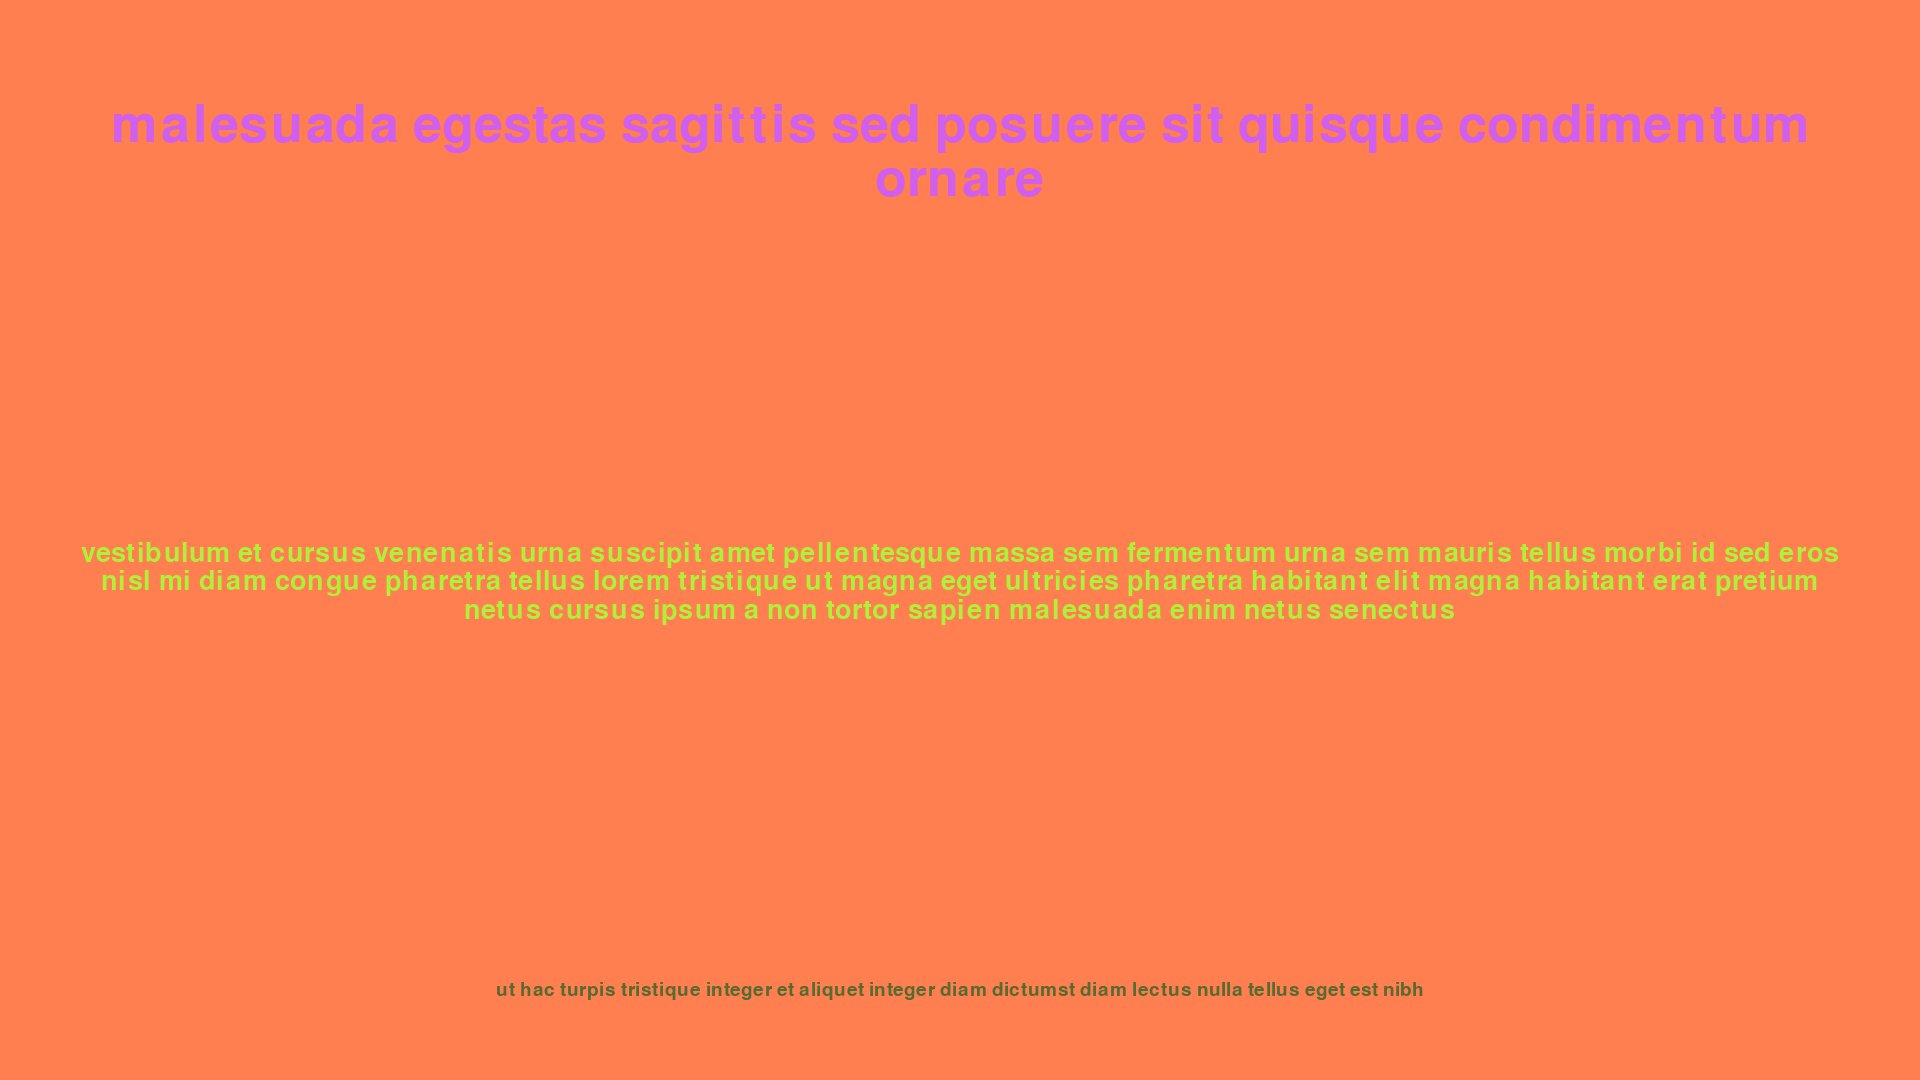 malesuada egestas sagittis sed posuere sit quisque condimentum
ornare
vestibulum et cursus venenatis urna suscipit amet pellentesque massa sem fermentum urna sem mauris tellus morbi id sed eros
nisl mi diam congue pharetra tellus lorem tristique ut magna eget ultricies pharetra habitant elit magna habitant erat pretium
netus cursus ipsum a non tortor sapien malesuada enim netus senectus
ut hac turpis tristique integer et aliquet integer diam dictumst diam lectus nulla tellus eget est nibh